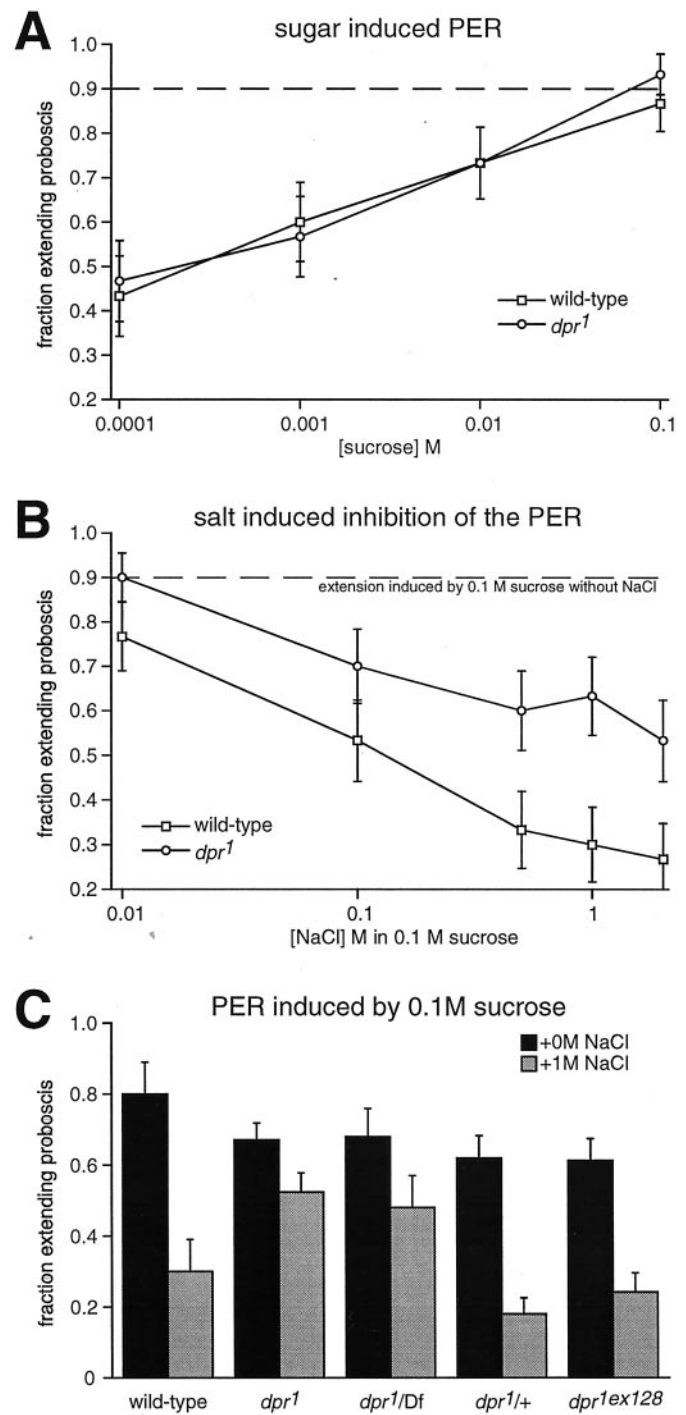 A
sugar induced PER
fraction extending proboscis
1.0
0.9
0.8
0.7
0.6
0.5
0.4
0.3
0.2
wild-type
dpr1
0.0001
0.001
0.01
0.1
[sucrose] M
B
salt induced inhibition of the PER
fraction extending proboscis
1.0
0.9
0.8
0.7
0.6
0.5
0.4
0.3
0.2
extension induced by 0.1 M sucrose without NaCl
wild-type
dpr1
0.01
0.1
1
[NaCl] M in 0.1 M sucrose
C
PER induced by 0.1M sucrose
fraction extending proboscis
1.0
0.8
0.6
0.4
0.2
0
+0M NaCl
+1M NaCl
wild-type
dpr1
dpr1/Df
dpr1/+
dpr1ex128